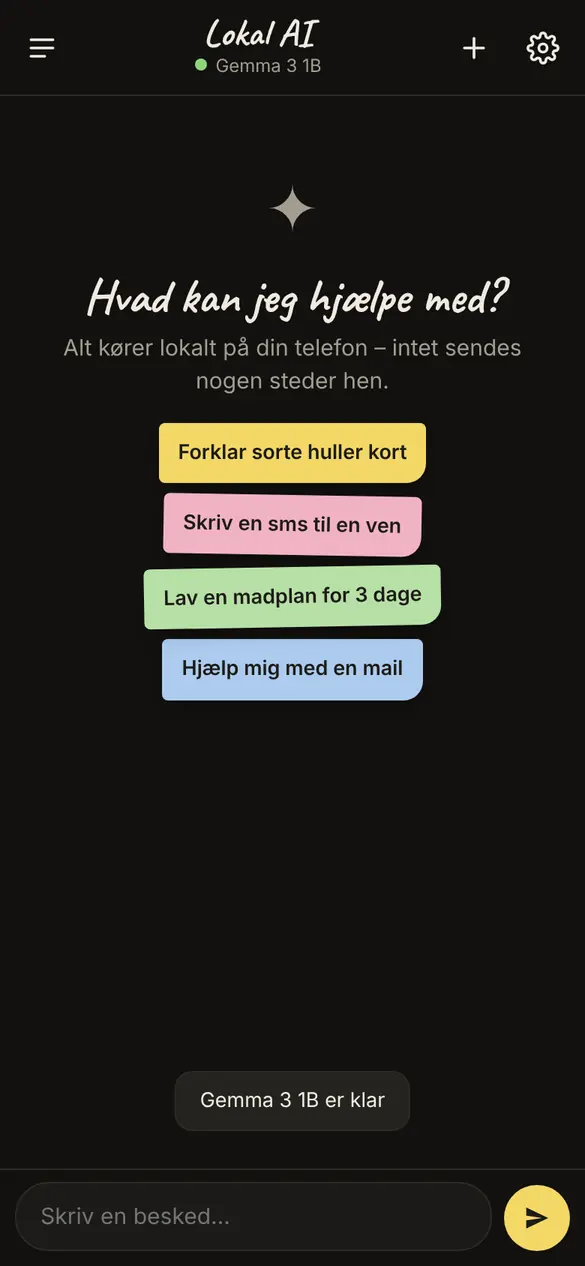 Lokal AI
Gemma 3 1B
Hvad kan jeg hjælpe med?
Alt kører lokalt på din telefon – intet sendes
nogen steder hen.
Forklar sorte huller kort
Skriv en sms til en ven
Lav en madplan for 3 dage
Hjælp mig med en mail
Gemma 3 1B er klar
Skriv en besked...